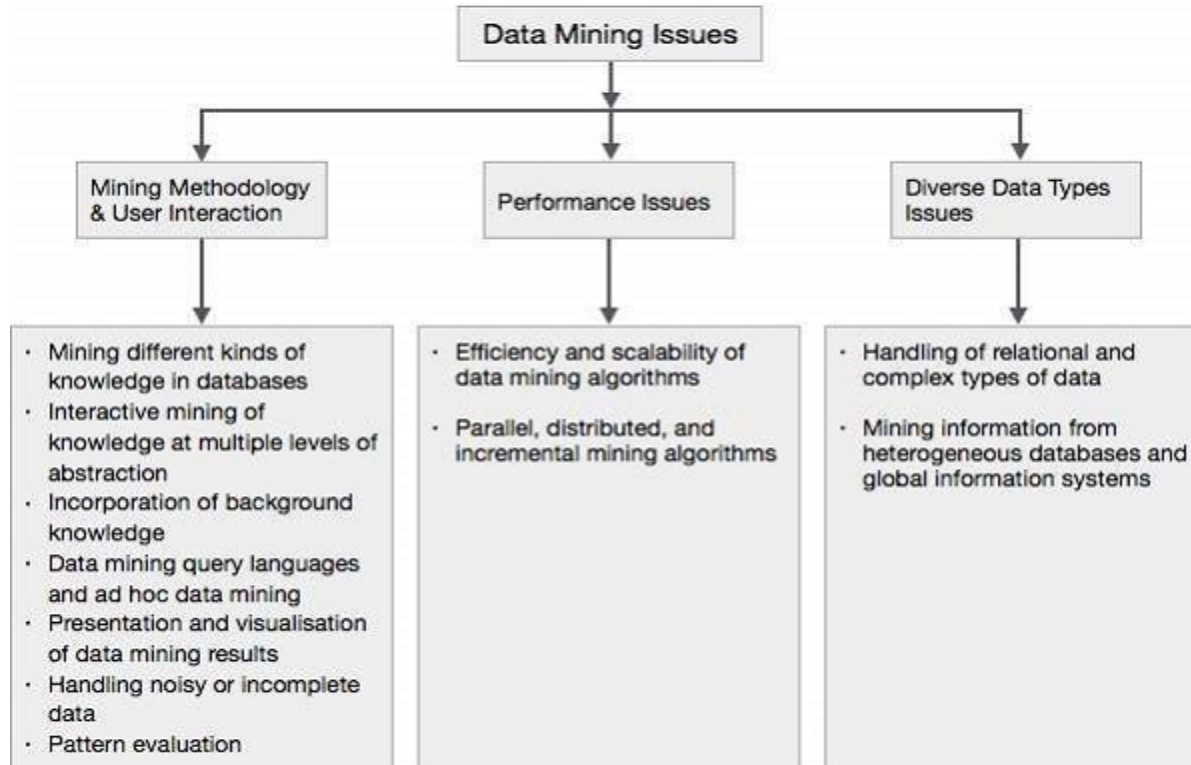 Data Mining Issues
Mining Methodology
& User Interaction
Performance Issues
Diverse Data Types
Issues
· Mining different kinds of
knowledge in databases
· Interactive mining of
knowledge at multiple levels of
abstraction
· Incorporation of background
knowledge
· Data mining query languages
and ad hoc data mining
· Presentation and visualisation
of data mining results
· Handling noisy or incomplete
data
· Pattern evaluation
· Efficiency and scalability of
data mining algorithms
· Parallel, distributed, and
incremental mining algorithms
· Handling of relational and
complex types of data
· Mining information from
heterogeneous databases and
global information systems